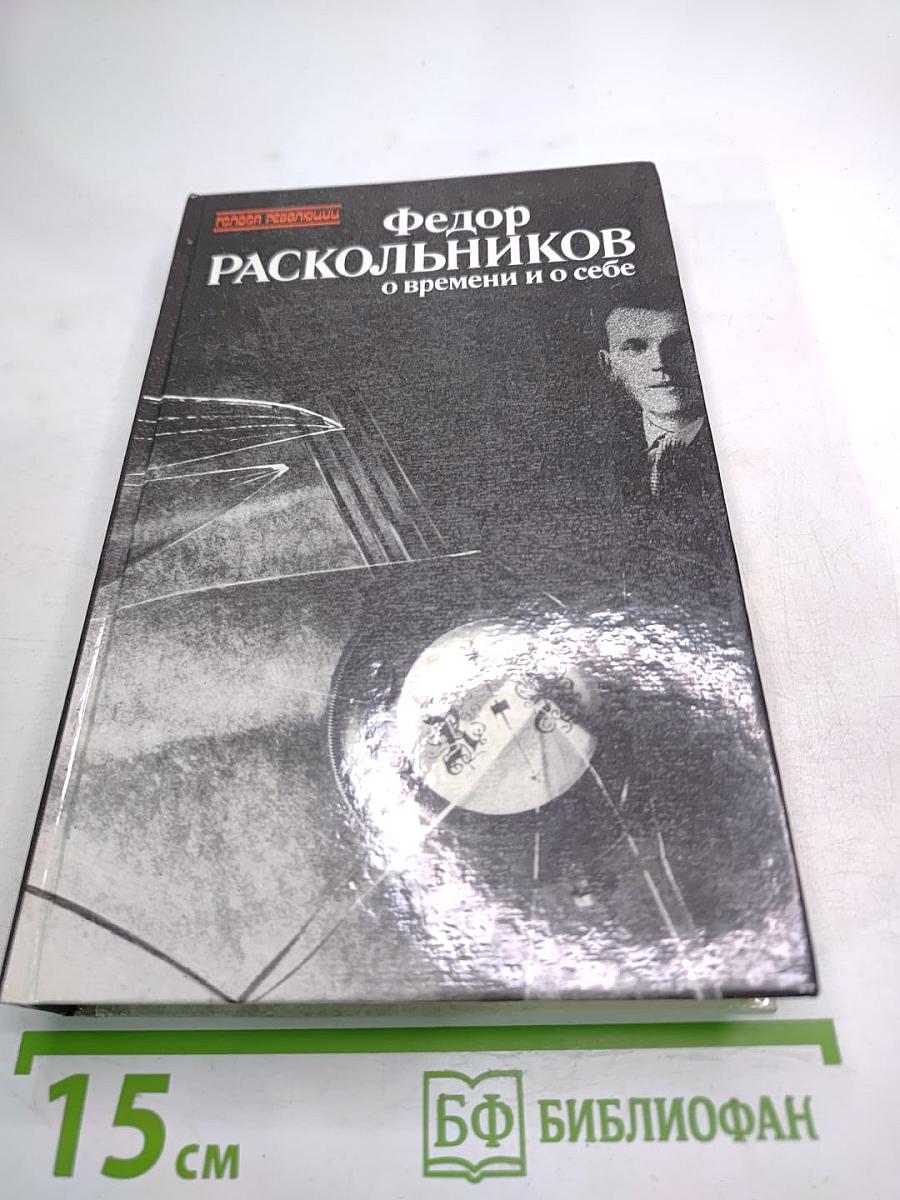 ГОЛОСА РЕВОЛЮЦИИ
Федор
РАСКОЛЬНИКОВ
о времени и о себе
15 см
БФ БИБЛИОФАН